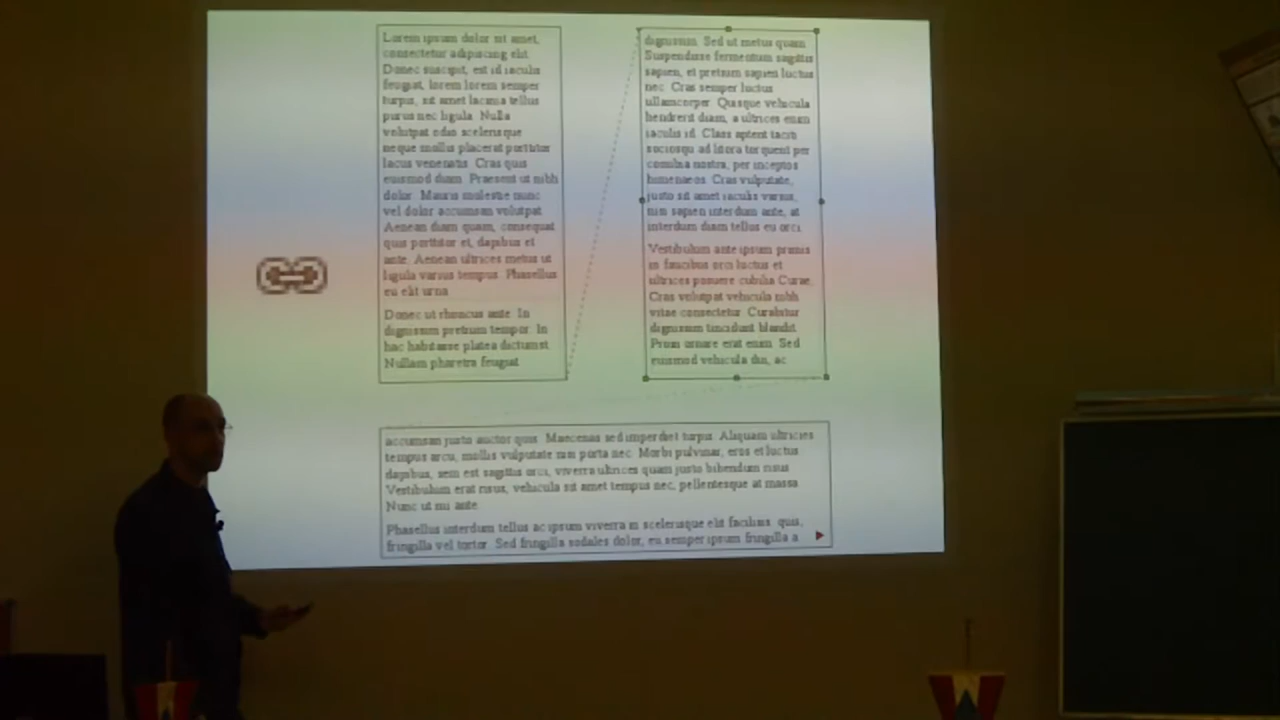 Lorem ipsum dolor sit amet,
consectetur adipiscing elit.
Donec suscipit, est id iaculis
feugiat, lorem lorem semper
turpis, sit amet lacinia tellus
purus nec ligula. Nulla
volutpat odio scelerisque
neque mollis placerat porttitor
lacus venenatis. Cras quis
euismod diam. Praesent ut nibh
dolor. Mauris molestie nunc
vel dolor accumsan volutpat.
Aenean diam quam, consequat
quis porttitor et, dapibus et
ante. Aenean ultrices metus ut
ligula varius tempus. Phasellus
eu elit urna.
Donec ut rhoncus ante. In
dignissim pretium tempor. In
hac habitasse platea dictumst.
Nullam pharetra feugiat
dignissim. Sed ut metus quam.
Suspendisse fermentum sagittis
sapien, et pretium sapien luctus
nec. Cras semper luctus
ullamcorper. Quisque vehicula
hendrerit diam, a ultrices enim
iaculis id. Class aptent taciti
sociosqu ad litora torquent per
conubia nostra, per inceptos
himenaeos. Cras vulputate,
justo sit amet iaculis varius,
nisi sapien interdum ante, at
interdum diam tellus eu orci.
Vestibulum ante ipsum primis
in faucibus orci luctus et
ultrices posuere cubilia Curae;
Cras volutpat vehicula nibh
vitae consectetur. Curabitur
dignissim tincidunt blandit.
Proin ornare erat enim. Sed
euismod vehicula dui, ac
accumsan justo auctor quis. Maecenas sed imperdiet turpis. Aliquam ultricies
tempus arcu, mollis vulputate nisi porta nec. Morbi pulvinar, eros et luctus
dapibus, sem est sagittis orci, viverra ultrices quam justo bibendum risus.
Vestibulum erat risus, vehicula sit amet tempus nec, pellentesque at massa.
Nunc ut mi ante.
Phasellus interdum tellus ac ipsum viverra in scelerisque elit facilisis. quis,
fringilla vel tortor. Sed fringilla sodales dolor, eu semper ipsum fringilla a.